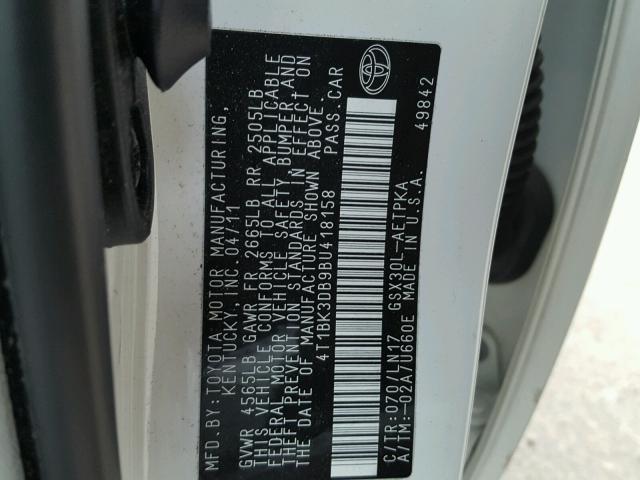 MFD.BY: TOYOTA MOTOR MANUFACTURING,
KENTUCKY, INC. 04/11
GVWR 4565LB GAWR FR 2695LB RR 2505LB
THIS VEHICLE CONFORMS TO ALL APPLICABLE
FEDERAL MOTOR VEHICLE SAFETY, BUMPER, AND
THEFT PREVENTION STANDARDS IN EFFECT ON
THE DATE OF MANUFACTURE SHOWN ABOVE.
4T1BK3DB9BU418158 PASS. CAR
C/TR:070/LN17 GSX30L-AETPKA
A/TM:-02A/U660E MADE IN U.S.A.
49842